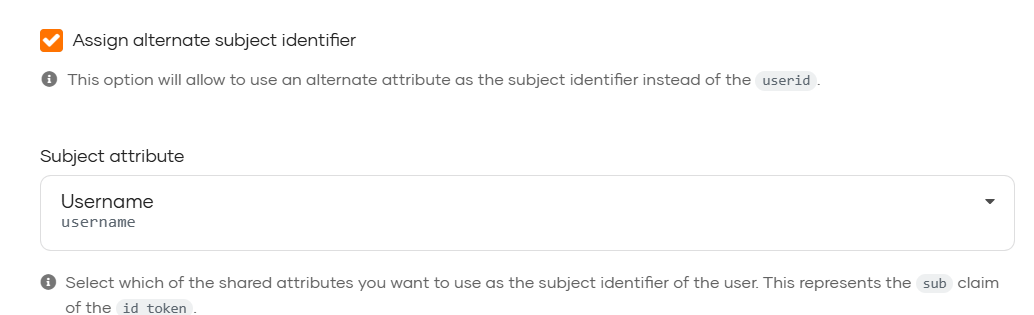 Assign alternate subject identifier
This option will allow to use an alternate attribute as the subject identifier instead of the userid.
Subject attribute
Username
username
Select which of the shared attributes you want to use as the subject identifier of the user. This represents the sub claim
of the id_token.